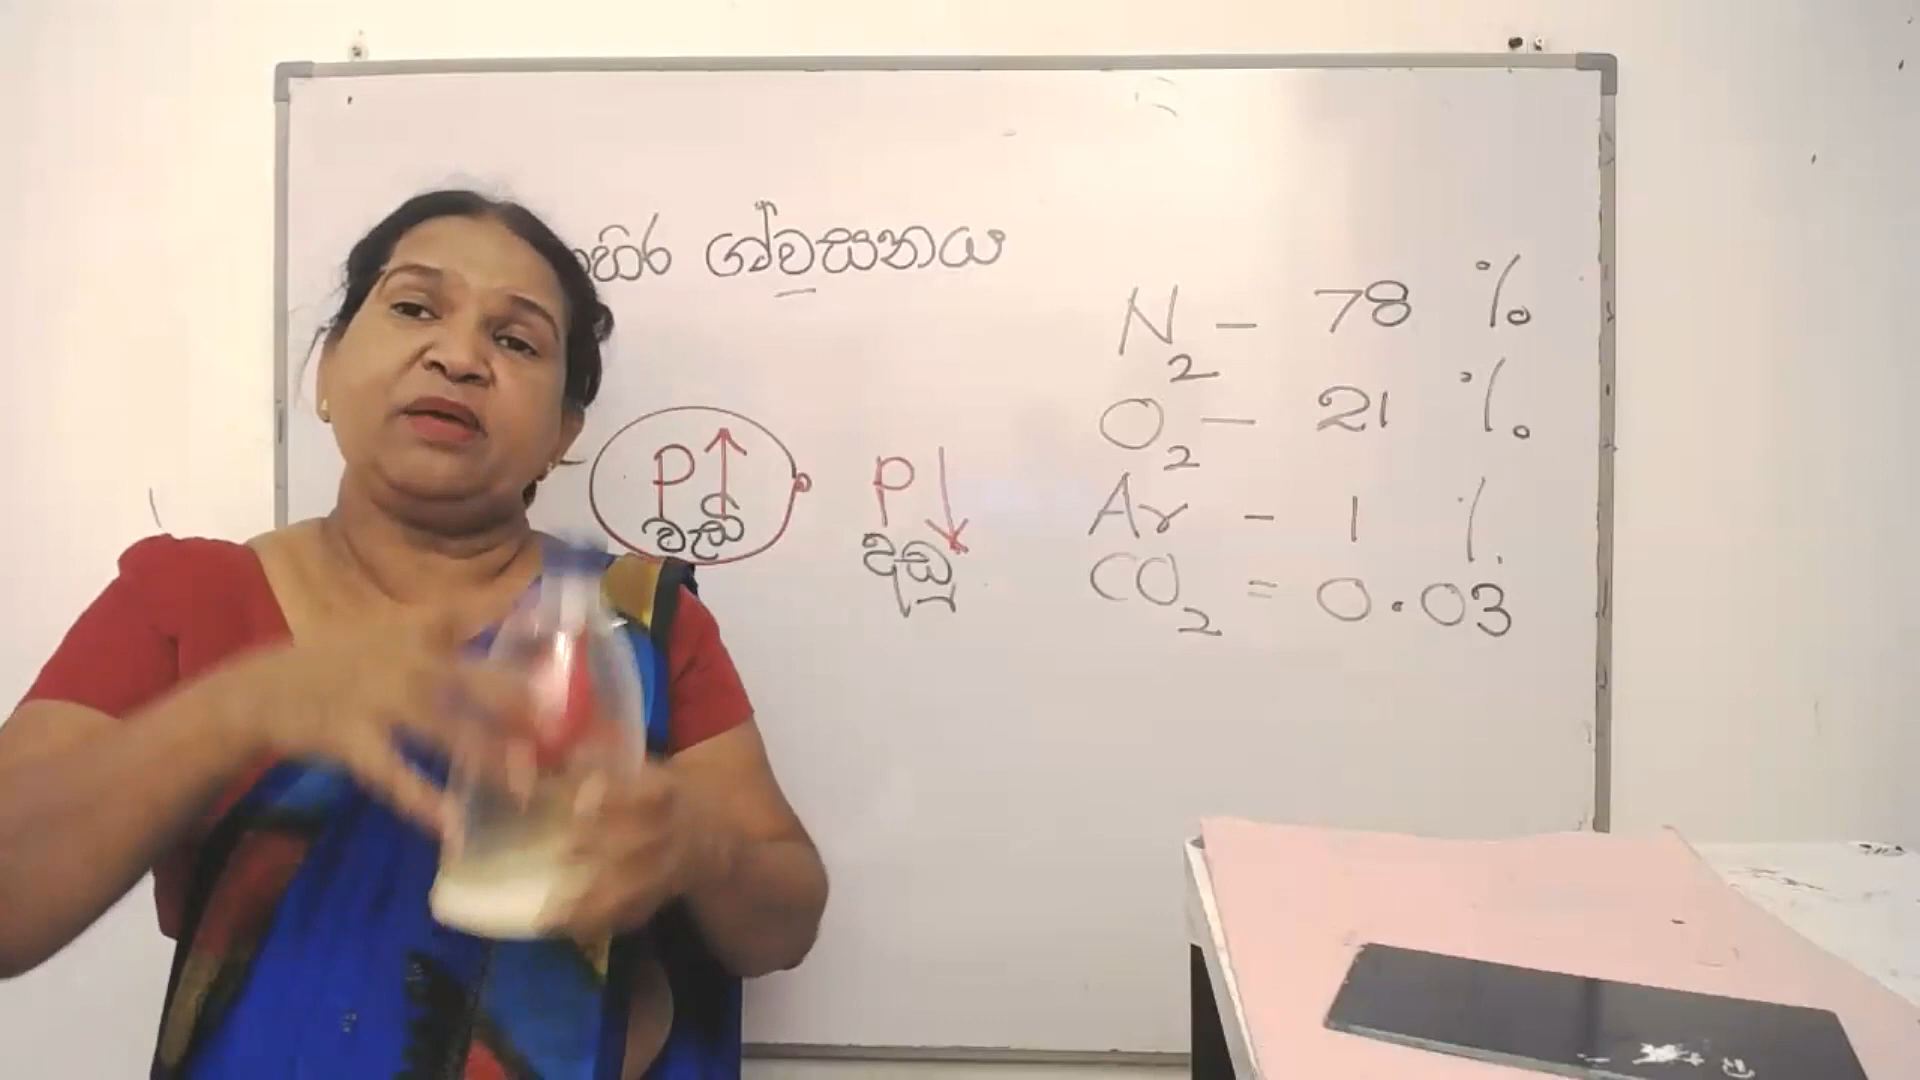 හිර ශ්වසනය
P↑
වැඩි
P↓
අඩු
N₂ – 78 %
O₂ – 21 %
Ar – 1 %
CO₂ = 0.03